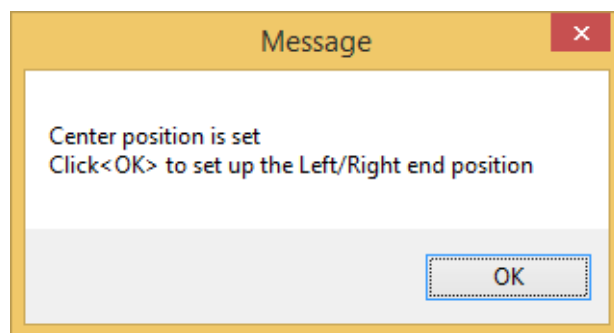 Message
Center position is set
Click<OK> to set up the Left/Right end position
OK